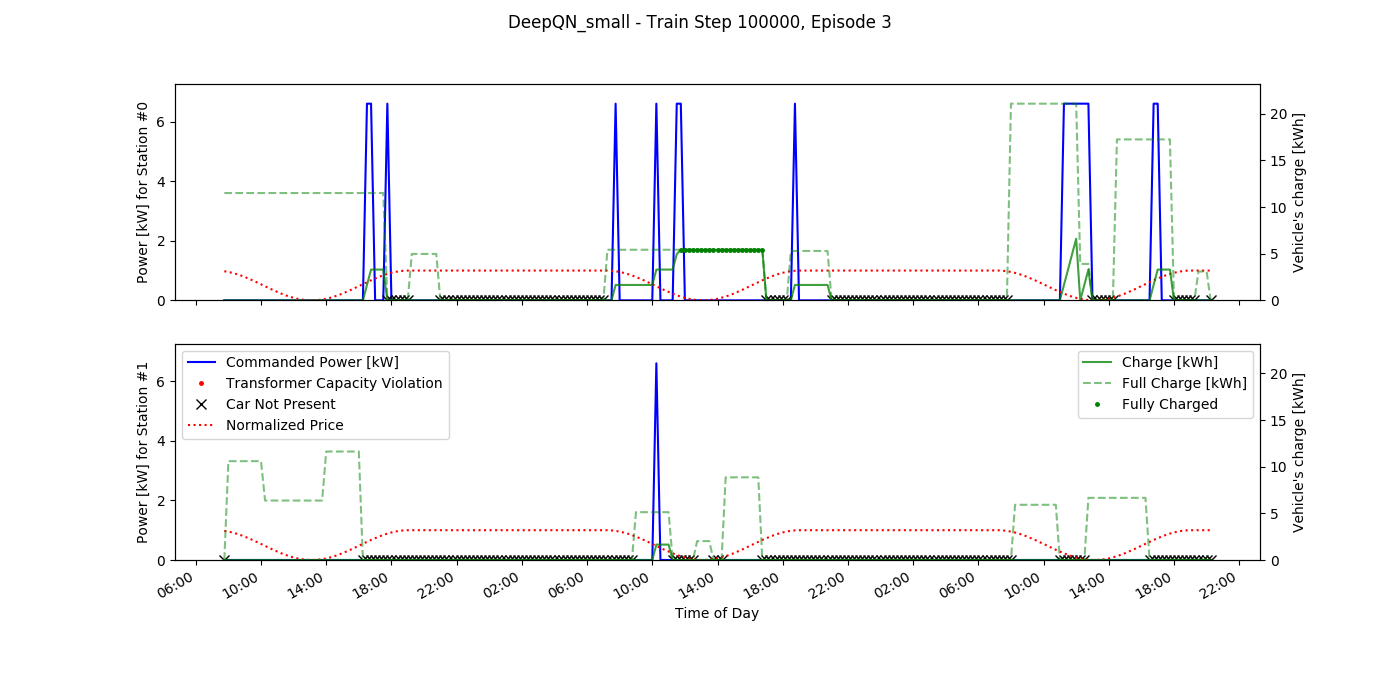 DeepQN_small - Train Step 100000, Episode 3
Power [kW] for Station #0
6
4
2
0
20
15
10
5
0
Vehicle's charge [kWh]
Power [kW] for Station #1
6
4
2
0
Commanded Power [kW]
Transformer Capacity Violation
Car Not Present
Normalized Price
Charge [kWh]
Full Charge [kWh]
Fully Charged
20
15
10
5
0
Vehicle's charge [kWh]
06:00 10:00 14:00 18:00 22:00 02:00 06:00 10:00 14:00 18:00 22:00 02:00 06:00 10:00 14:00 18:00 22:00
Time of Day